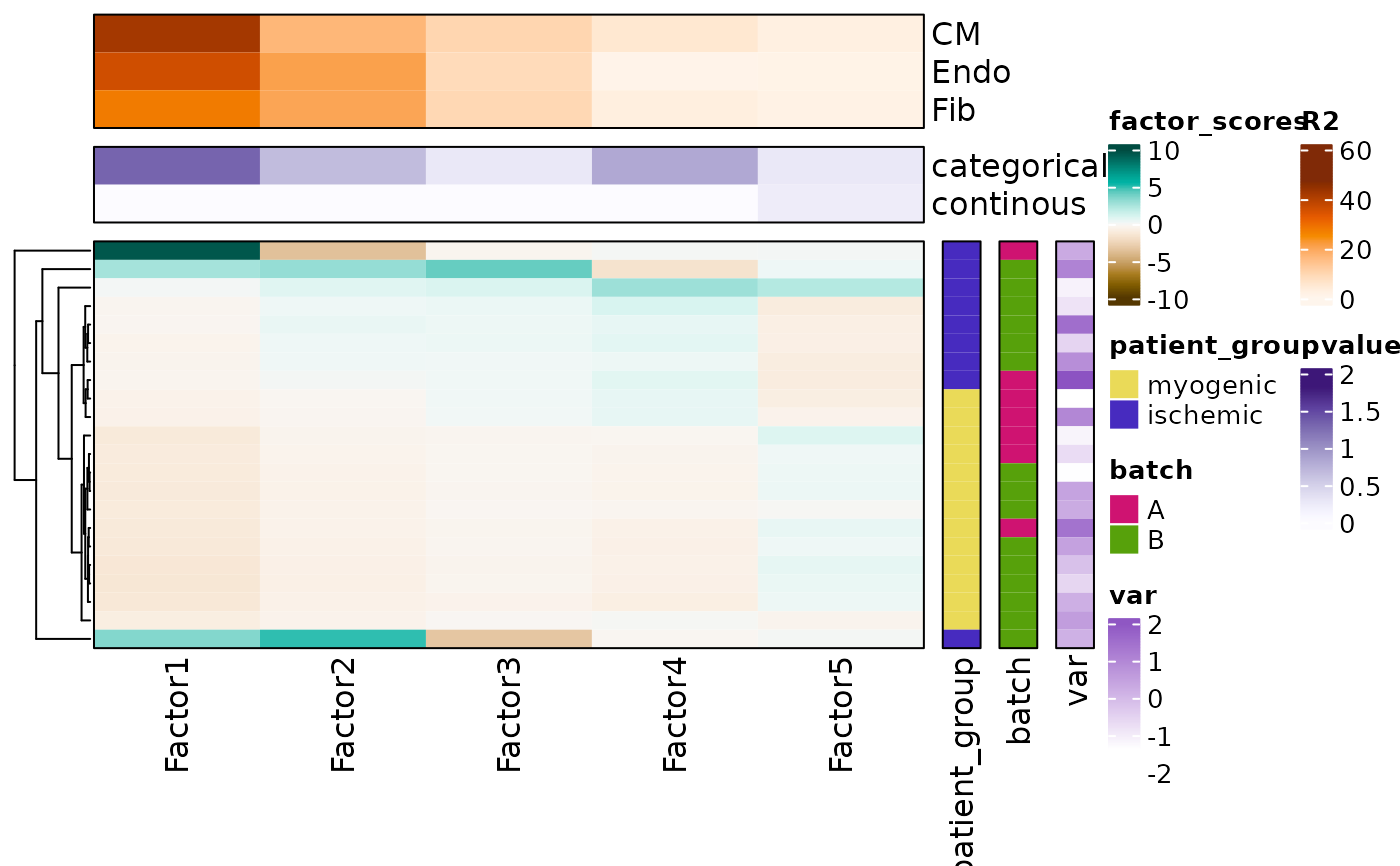 CM
Endo
Fib
categorical
continous
factor_scores
10
5
0
-5
-10
R2
60
40
20
0
patient_group
myogenic
ischemic
pvalue
2
1.5
1
0.5
0
batch
A
B
var
2
1
0
-1
-2
Factor1
Factor2
Factor3
Factor4
Factor5
patient_group
batch
var